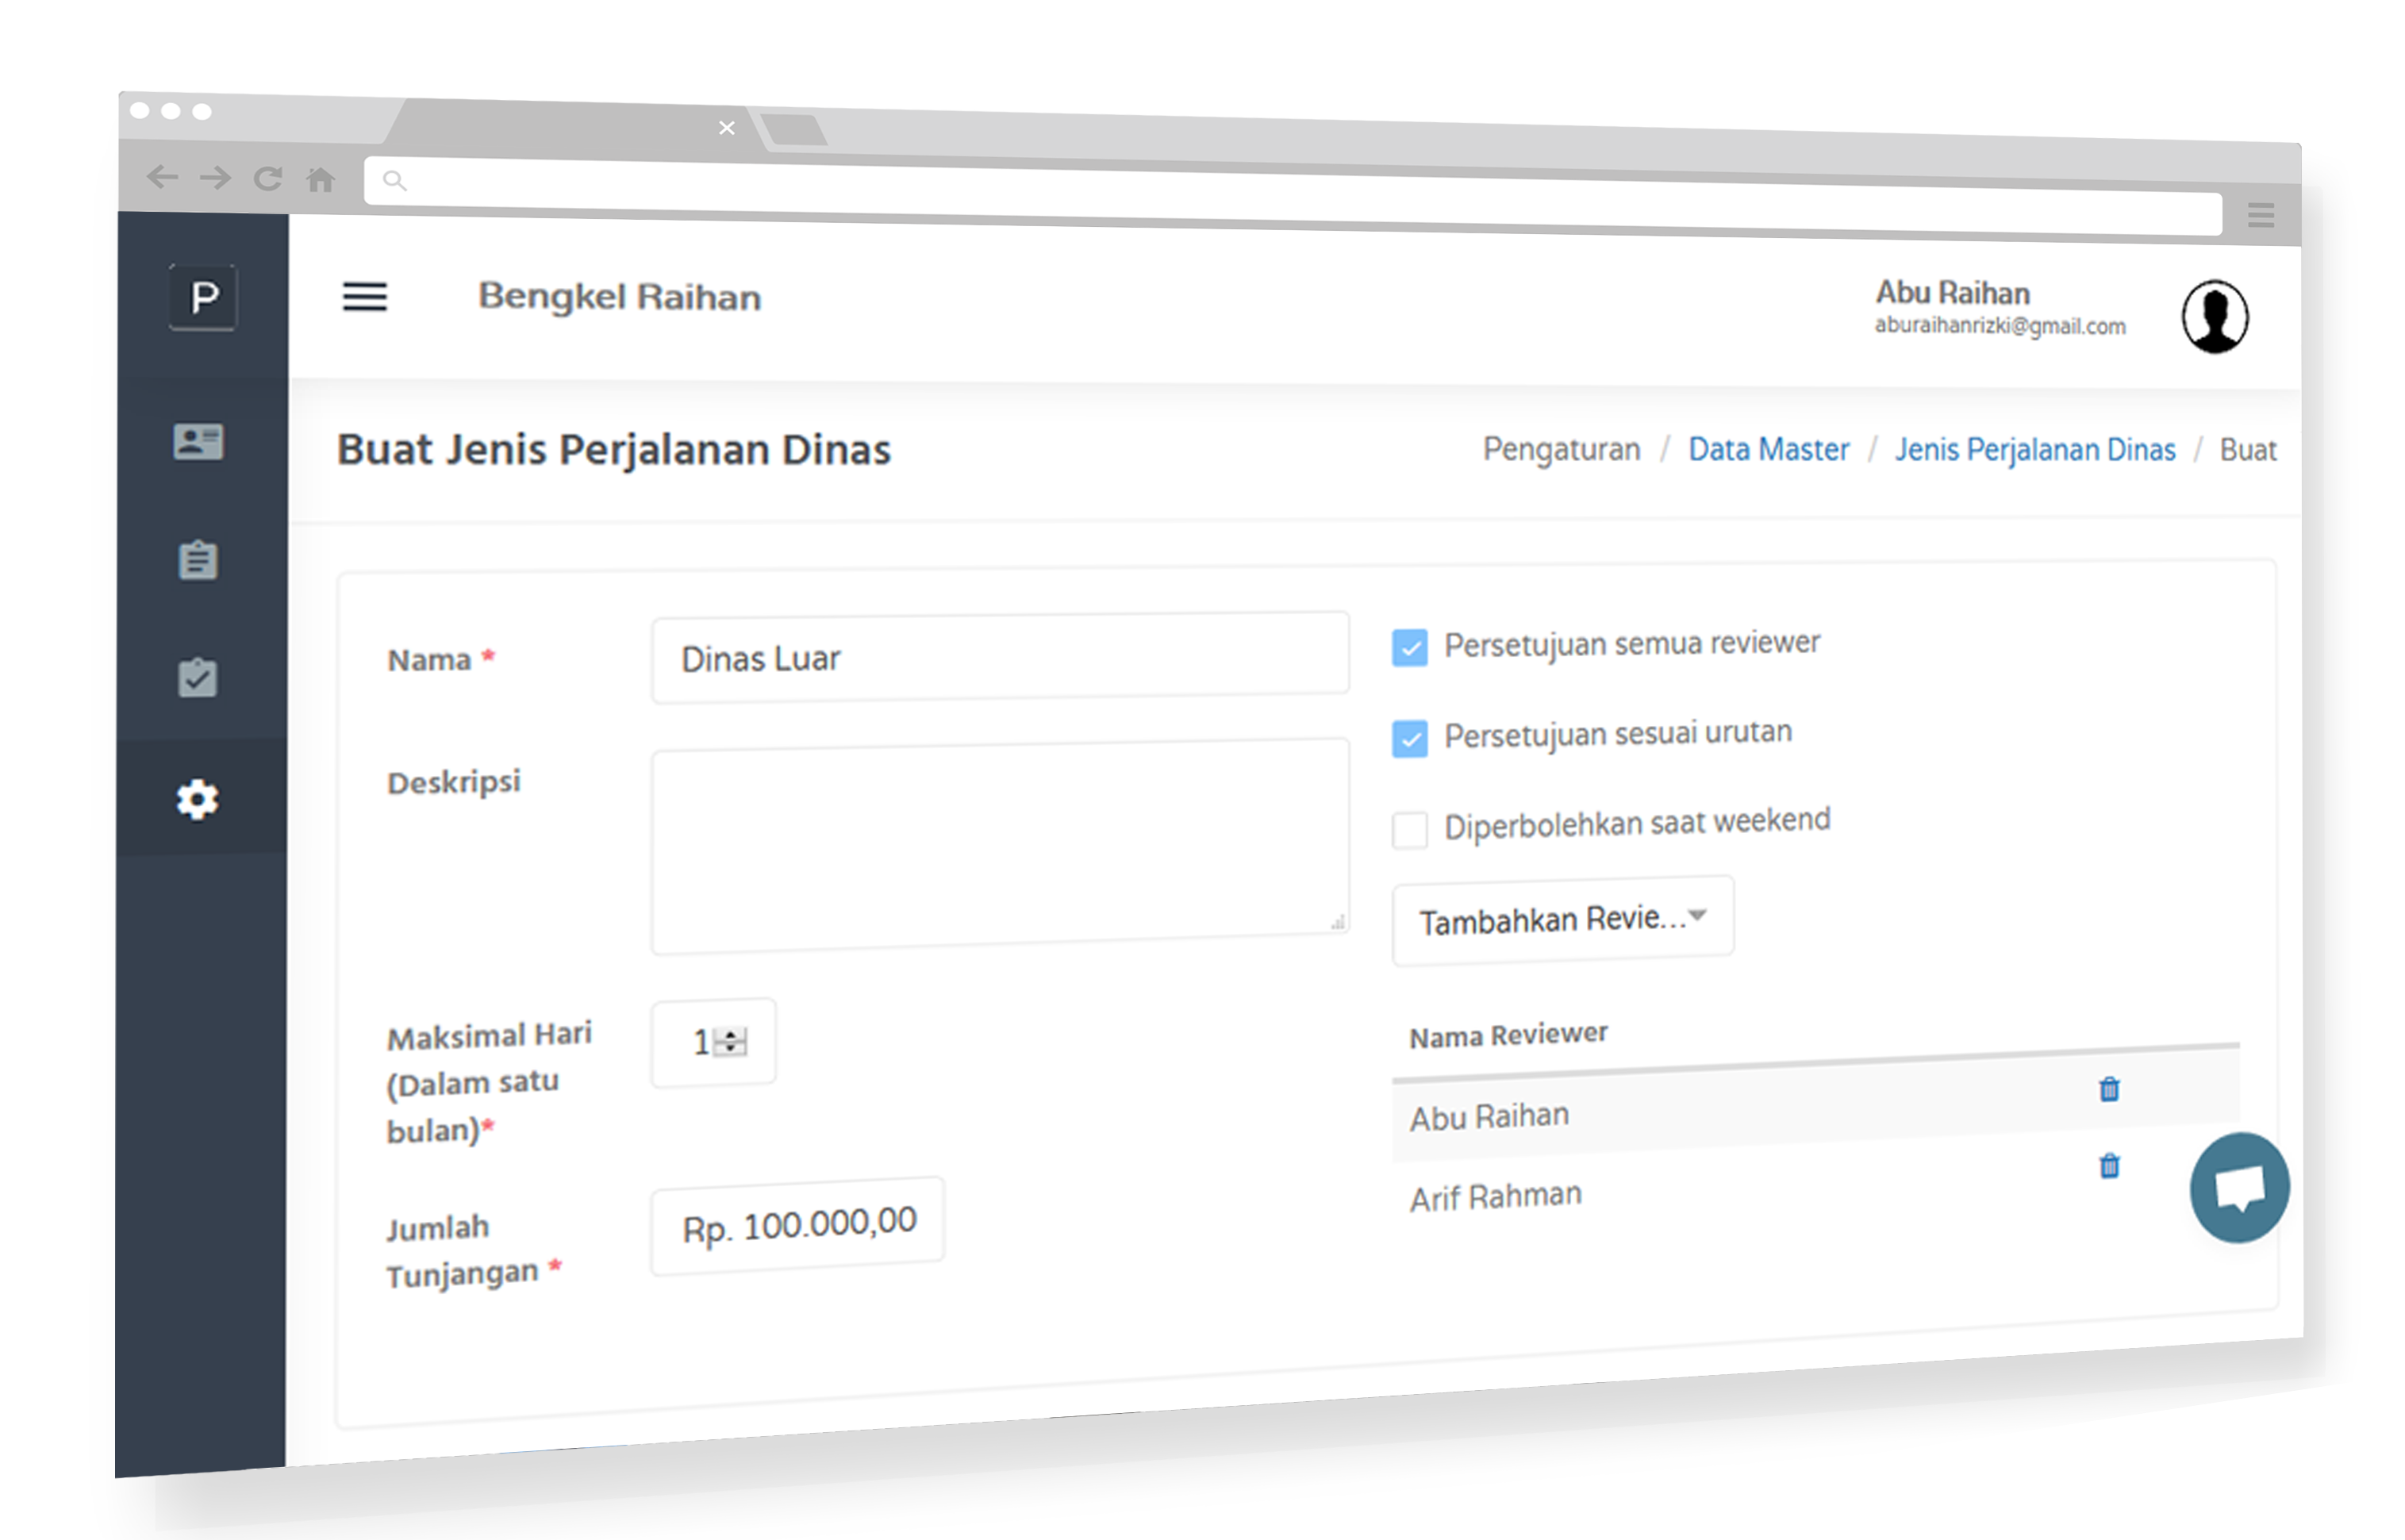 P
Bengkel Raihan
Abu Raihan
aburaihanrizki@gmail.com
Buat Jenis Perjalanan Dinas
Pengaturan / Data Master / Jenis Perjalanan Dinas / Buat
Nama *
Dinas Luar
Deskripsi
Maksimal Hari
(Dalam satu
bulan)*
1
Jumlah
Tunjangan *
Rp. 100.000,00
Persetujuan semua reviewer
Persetujuan sesuai urutan
Diperbolehkan saat weekend
Tambahkan Revie...
Nama Reviewer
Abu Raihan
Arif Rahman